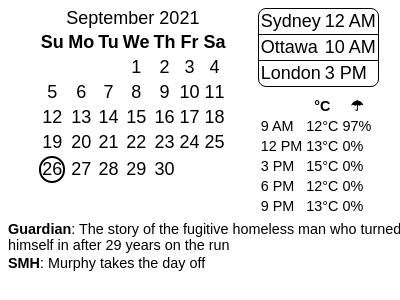 September 2021
Su Mo Tu We Th Fr Sa
1 2 3 4
5 6 7 8 9 10 11
12 13 14 15 16 17 18
19 20 21 22 23 24 25
26 27 28 29 30
Sydney 12 AM
Ottawa 10 AM
London 3 PM
°C ☂
9 AM 12°C 97%
12 PM 13°C 0%
3 PM 15°C 0%
6 PM 12°C 0%
9 PM 13°C 0%
Guardian: The story of the fugitive homeless man who turned
himself in after 29 years on the run
SMH: Murphy takes the day off